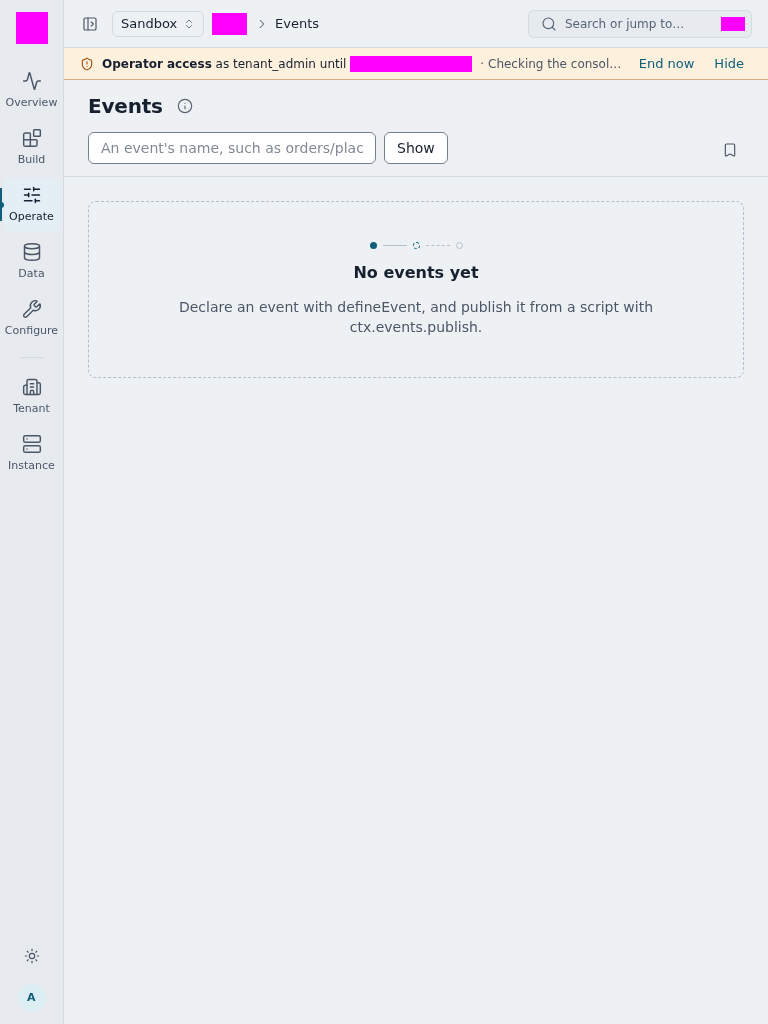 Sandbox
Events
Search or jump to…
Operator access as tenant_admin until
· Checking the consol…
End now
Hide
Overview
Build
Operate
Data
Configure
Tenant
Instance
A
Events
An event's name, such as orders/plac
Show
No events yet
Declare an event with defineEvent, and publish it from a script with
ctx.events.publish.